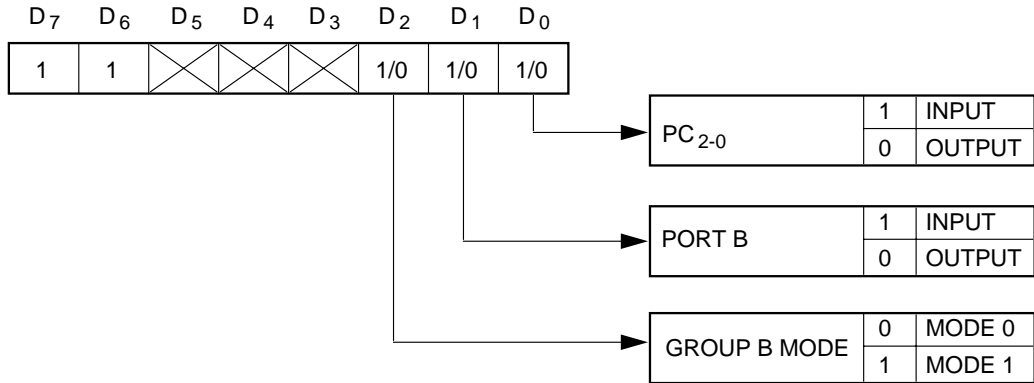 D7 D6 D5 D4 D3 D2 D1 D0
1 1 1/0 1/0 1/0
PC2-0 1 INPUT
0 OUTPUT
PORT B 1 INPUT
0 OUTPUT
GROUP B MODE 0 MODE 0
1 MODE 1